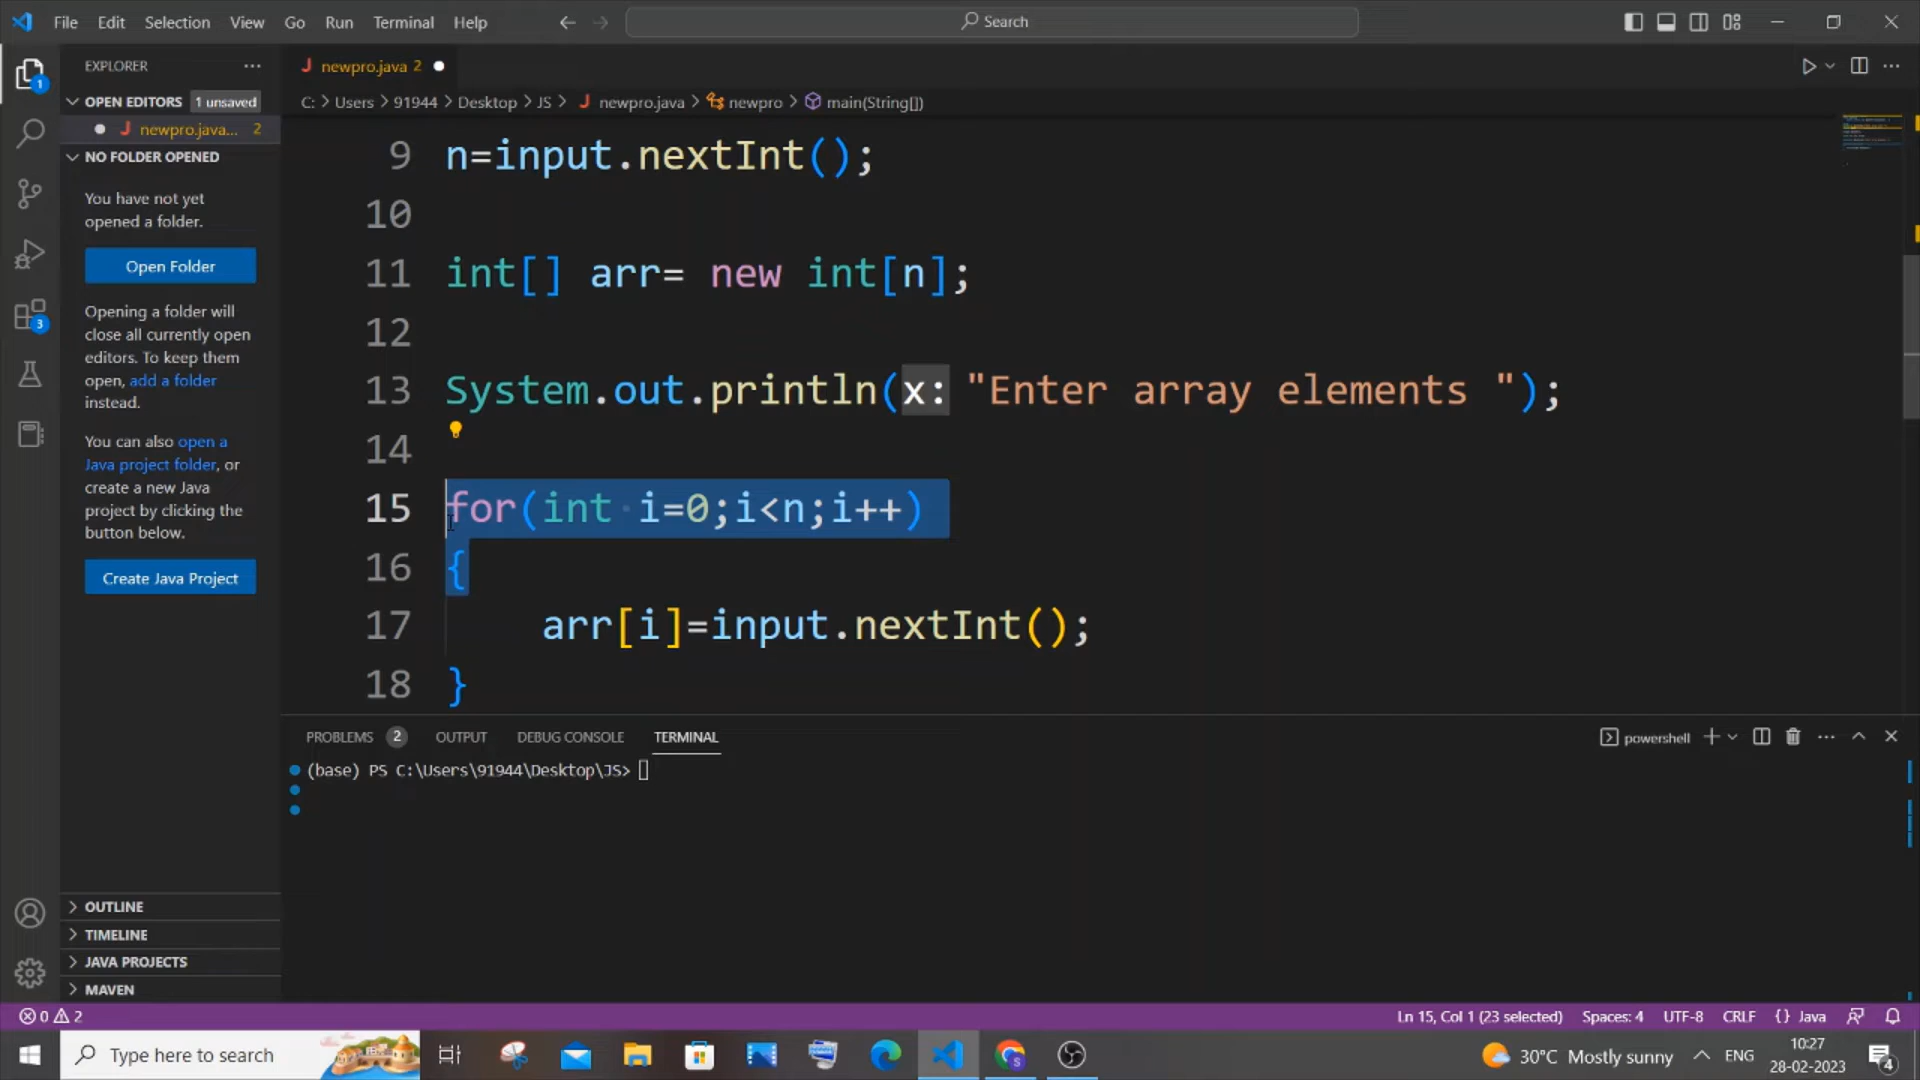 File Edit Selection View Go Run Terminal Help
Search
EXPLORER
OPEN EDITORS 1 unsaved
newpro.java... 2
NO FOLDER OPENED
You have not yet
opened a folder.
Open Folder
Opening a folder will
close all currently open
editors. To keep them
open, add a folder
instead.
You can also open a
Java project folder, or
create a new Java
project by clicking the
button below.
Create Java Project
OUTLINE
TIMELINE
JAVA PROJECTS
MAVEN
1
3
newpro.java 2
C: > Users > 91944 > Desktop > JS > newpro.java > newpro > main(String[])
9 n=input.nextInt();
10
11 int[] arr= new int[n];
12
13 System.out.println(x: "Enter array elements ");
14
15 for(int i=0;i<n;i++)
16 {
17 arr[i]=input.nextInt();
18 }
PROBLEMS 2 OUTPUT DEBUG CONSOLE TERMINAL
powershell
(base) PS C:\Users\91944\Desktop\JS>
0 2
Ln 15, Col 1 (23 selected) Spaces: 4 UTF-8 CRLF {} Java
Type here to search
30°C Mostly sunny
ENG
10:27
28-02-2023
4